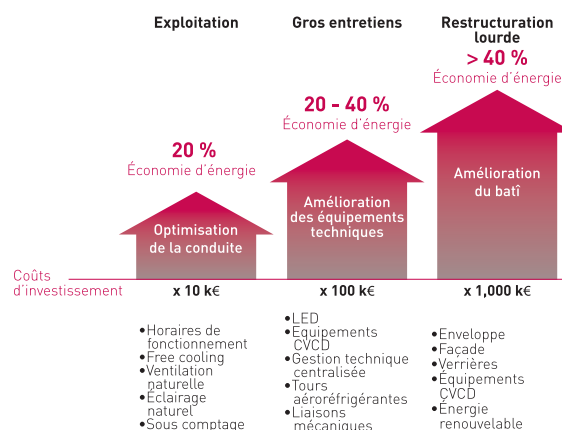 Exploitation
Gros entretiens
Restructuration
lourde
> 40 %
Économie d'énergie
20 - 40 %
Économie d'énergie
20 %
Économie d'énergie
Optimisation
de la conduite
Amélioration
des équipements
techniques
Amélioration
du batî
Coûts
d'investissement
x 10 k€
x 100 k€
x 1,000 k€
•Horaires de
fonctionnement
•Free cooling
•Ventilation
naturelle
•Éclairage
naturel
•Sous comptage
•LED
•Equipements
CVCD
•Gestion technique
centralisée
•Tours
aéroréfrigérantes
•Liaisons
mécaniques
•Enveloppe
•Façade
•Verrières
•Équipements
CVCD
•Énergie
renouvelable